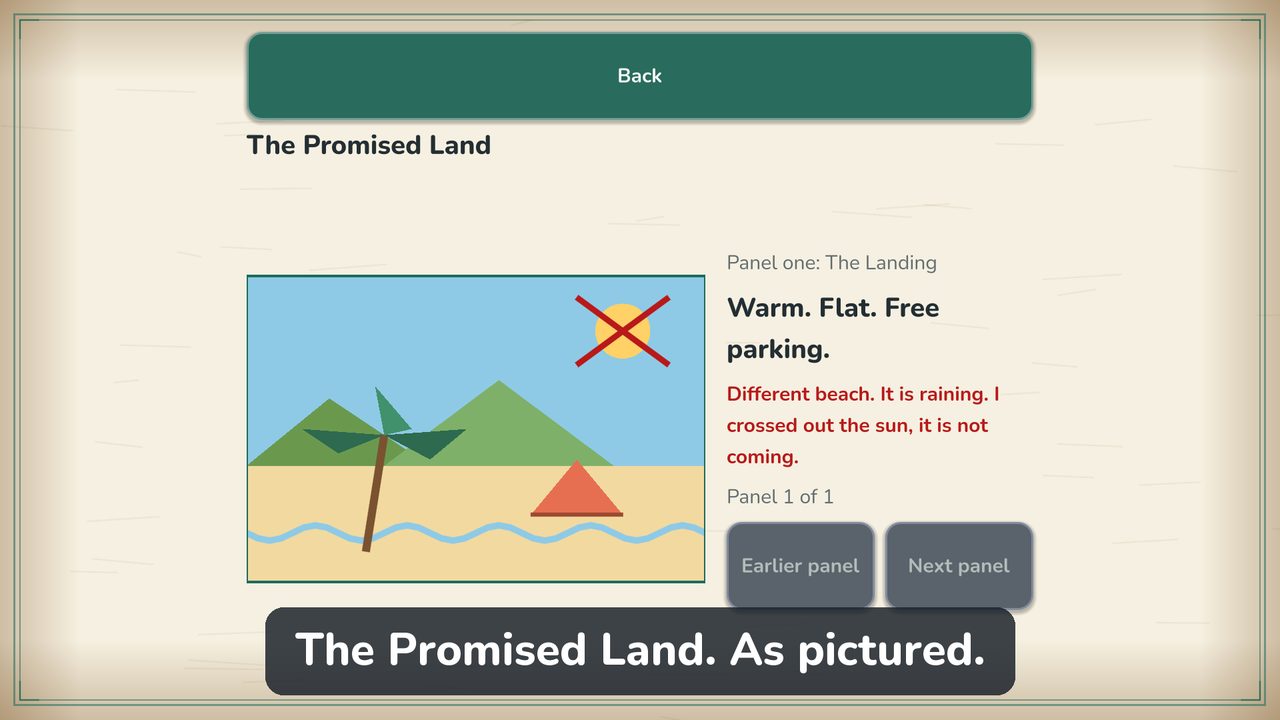 Back
The Promised Land
Panel one: The Landing
Warm. Flat. Free
parking.
Different beach. It is raining. I
crossed out the sun, it is not
coming.
Panel 1 of 1
Earlier panel
Next panel
The Promised Land. As pictured.